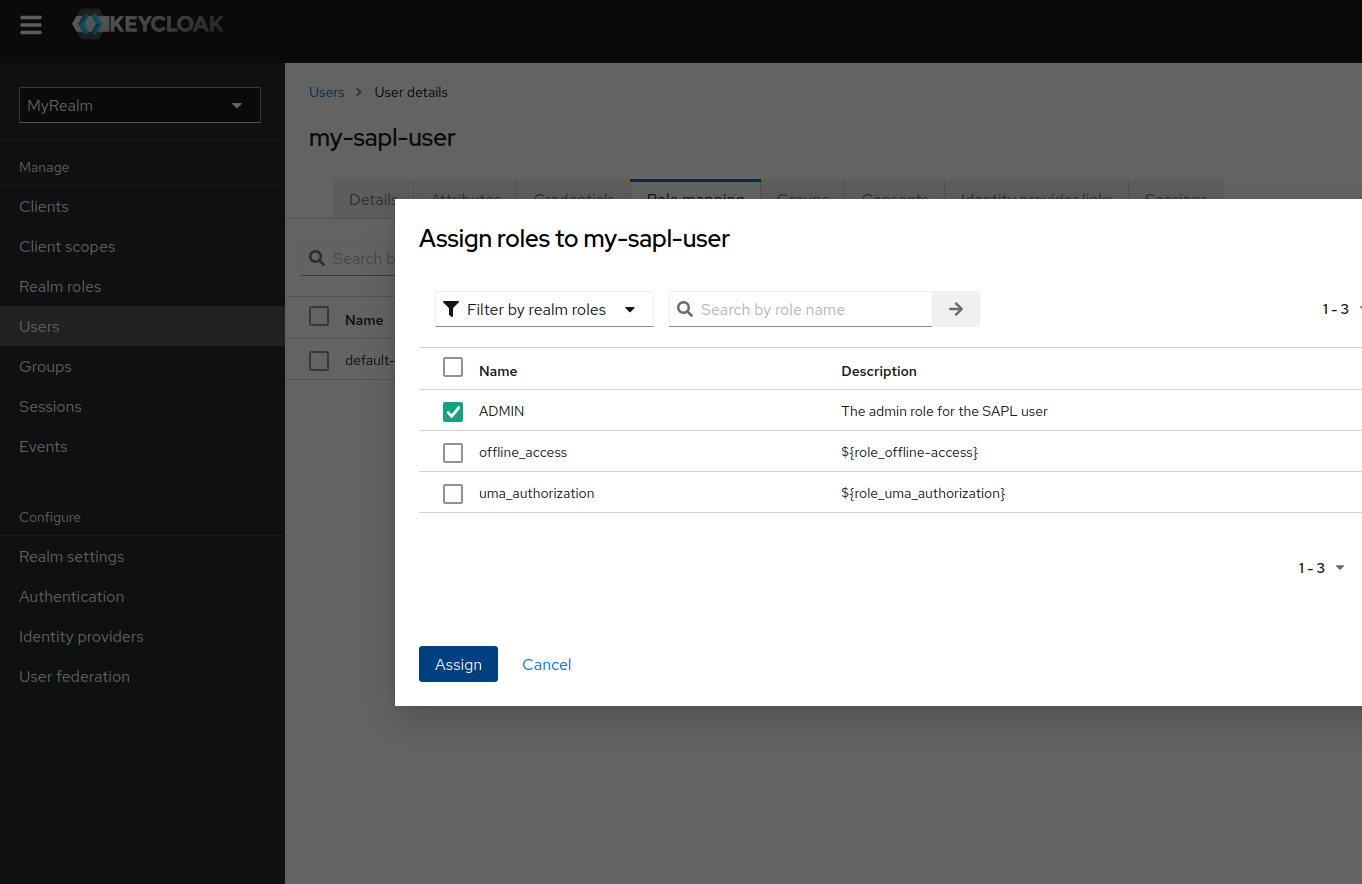 KEYCLOAK
MyRealm
Manage
Clients
Client scopes
Realm roles
Users
Groups
Sessions
Events
Configure
Realm settings
Authentication
Identity providers
User federation
Users > User details
my-sapl-user
Details Attributes Credentials Role mapping Groups Consents Identity provider links Sessions
Search b
Name
default-
Assign roles to my-sapl-user
Filter by realm roles Search by role name 1 - 3
Name Description
ADMIN The admin role for the SAPL user
offline_access ${role_offline-access}
uma_authorization ${role_uma_authorization}
1 - 3
Assign Cancel